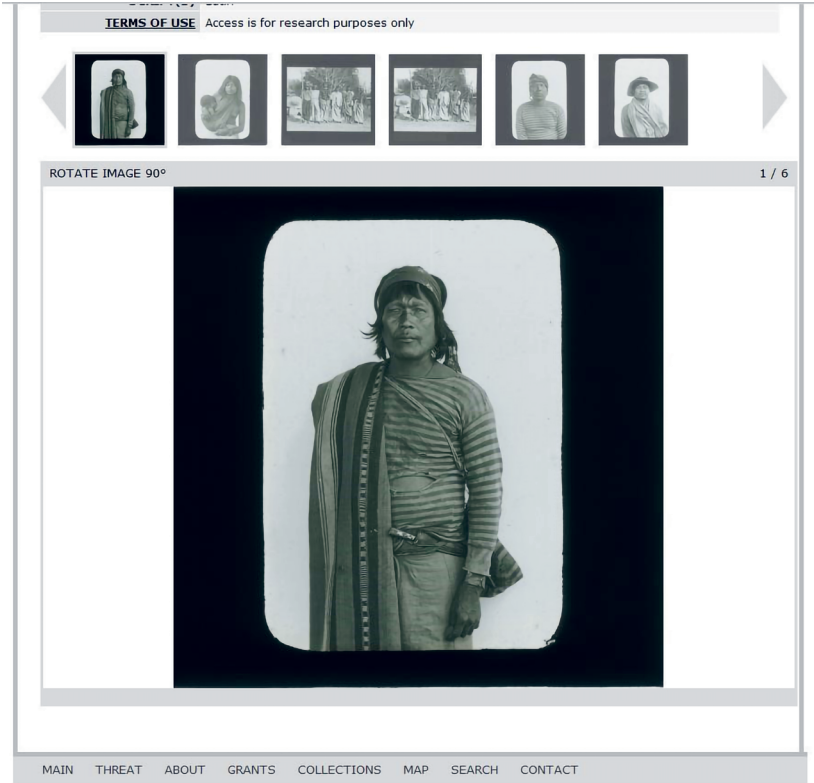 TERMS OF USE Access is for research purposes only
ROTATE IMAGE 90°
1 / 6
MAIN THREAT ABOUT GRANTS COLLECTIONS MAP SEARCH CONTACT